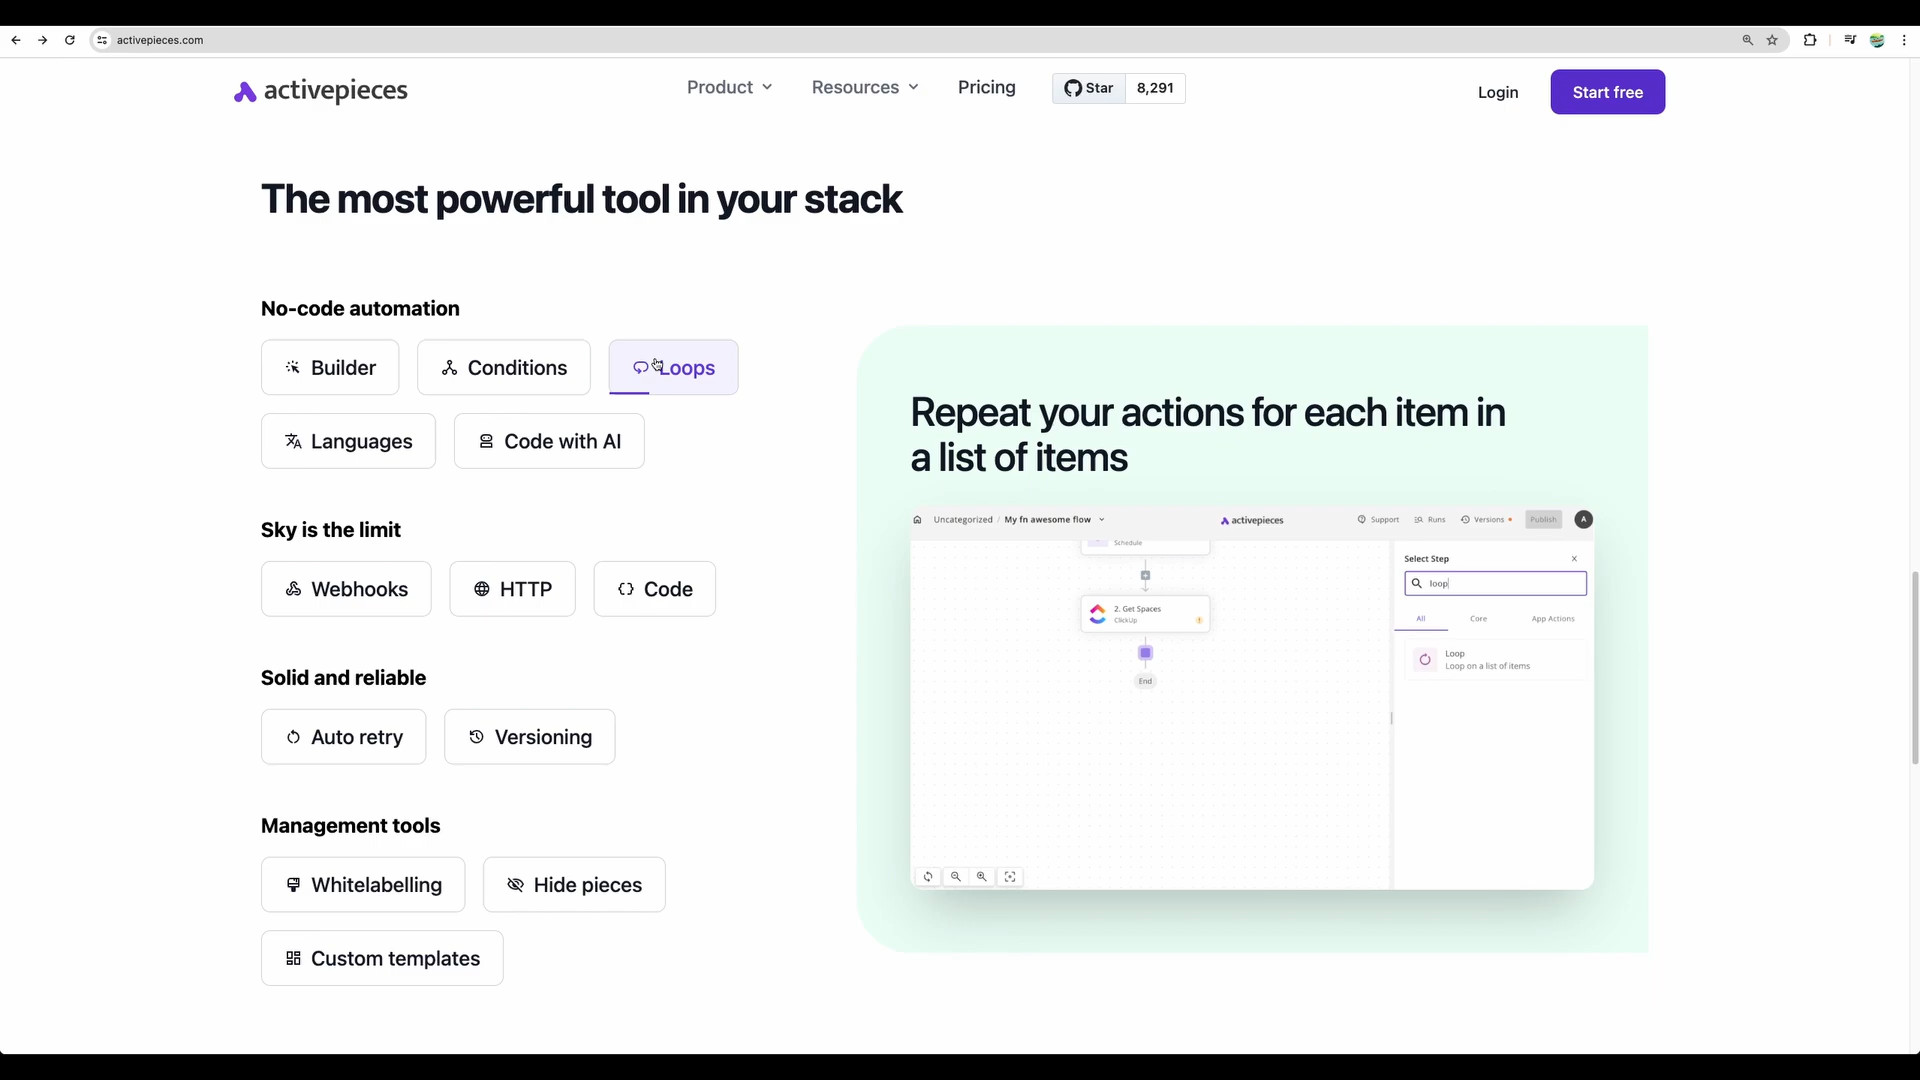 activepieces.com
activepieces
Product
Resources
Pricing
Star
8,291
Login
Start free
The most powerful tool in your stack
No-code automation
Builder
Conditions
Loops
Languages
Code with AI
Sky is the limit
Webhooks
HTTP
Code
Solid and reliable
Auto retry
Versioning
Management tools
Whitelabelling
Hide pieces
Custom templates
Repeat your actions for each item in
a list of items
Uncategorized / My fn awesome flow
activepieces
Support
Runs
Versions
Publish
A
Schedule
2. Get Spaces
ClickUp
End
Select Step
loop
All
Core
App Actions
Loop
Loop on a list of items